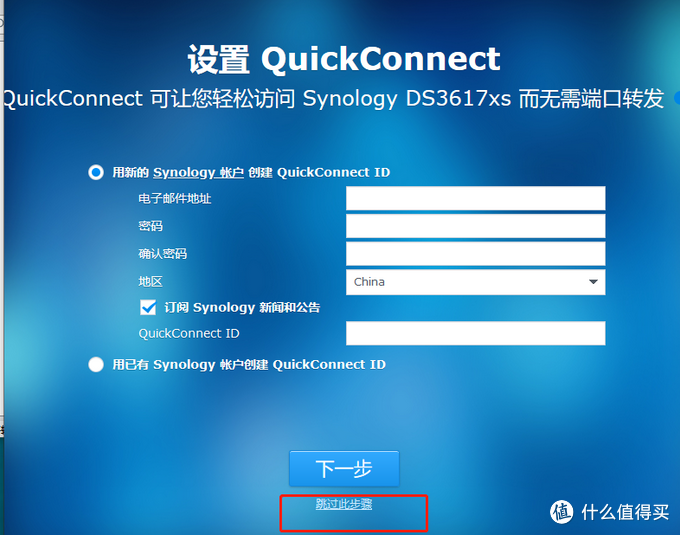 设置 QuickConnect
QuickConnect 可让您轻松访问 Synology DS3617xs 而无需端口转发
用新的 Synology 帐户 创建 QuickConnect ID
电子邮件地址
密码
确认密码
地区 China
订阅 Synology 新闻和公告
QuickConnect ID
用已有 Synology 帐户创建 QuickConnect ID
下一步
跳过此步骤
值 什么值得买